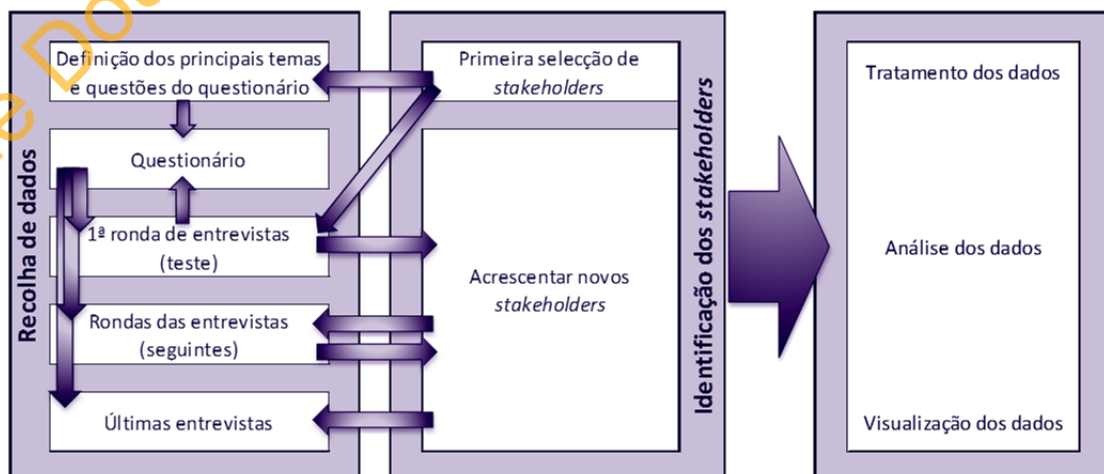 Definição dos principais temas
e questões do questionário
Questionário
1ª ronda de entrevistas
(teste)
Rondas das entrevistas
(seguintes)
Últimas entrevistas
Recolha de dados
Primeira selecção de
stakeholders
Acrescentar novos
stakeholders
Identificação dos stakeholders
Tratamento dos dados
Análise dos dados
Visualização dos dados